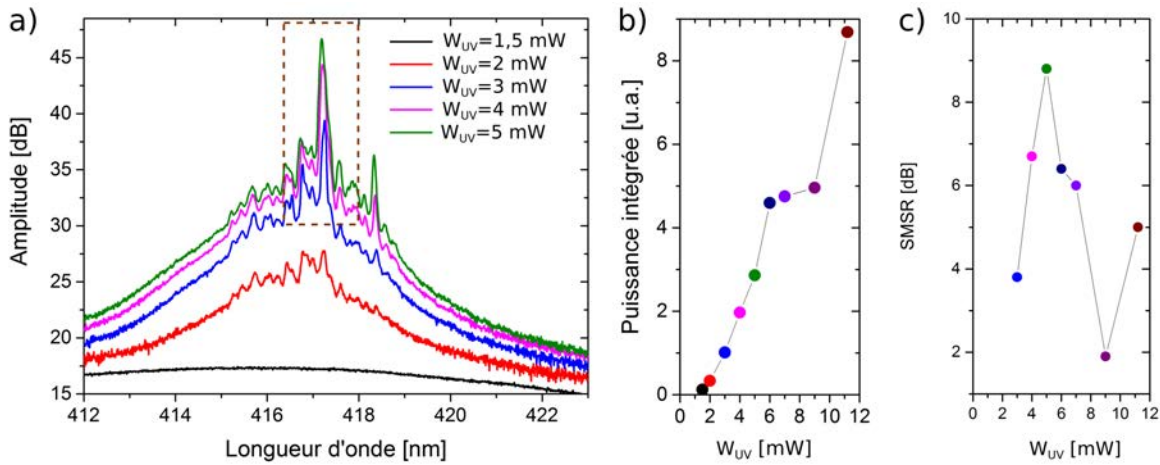 a)
Amplitude [dB]
45
40
35
30
25
20
15
412
414
416
418
420
422
Longueur d'onde [nm]
W_UV=1,5 mW
W_UV=2 mW
W_UV=3 mW
W_UV=4 mW
W_UV=5 mW
b)
Puissance intégrée [u.a.]
8
6
4
2
0
0 2 4 6 8 10 12
W_UV [mW]
c)
SMSR [dB]
10
8
6
4
2
0 2 4 6 8 10 12
W_UV [mW]